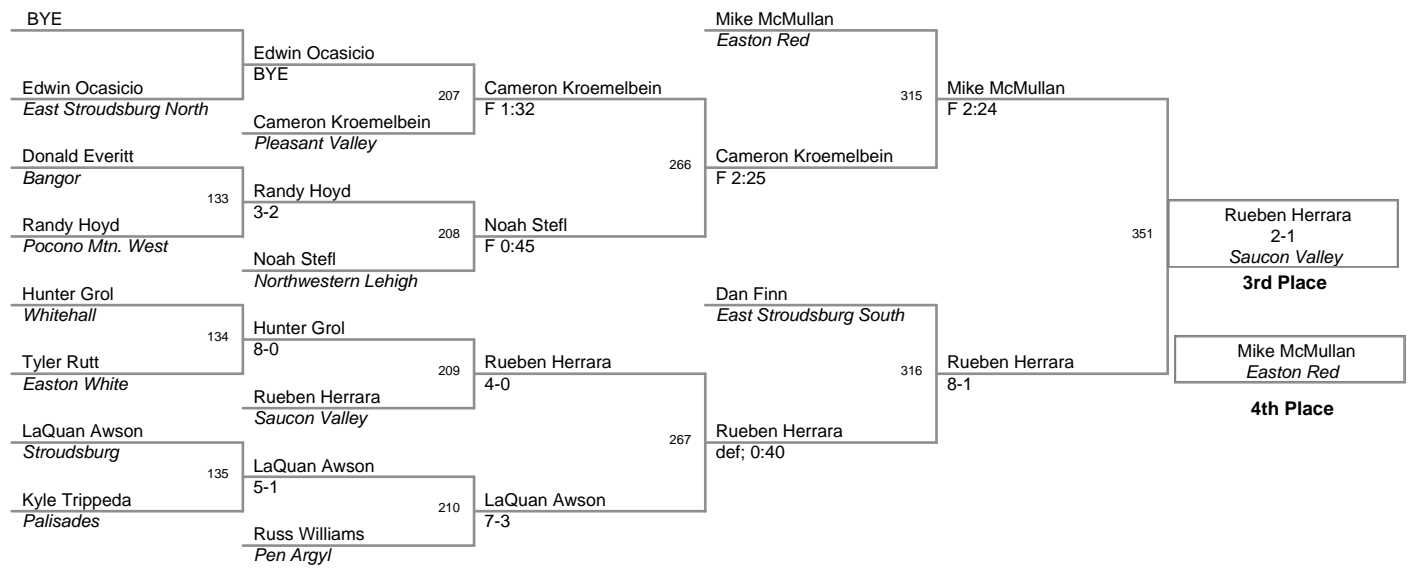 BYE
Edwin Ocasicio
East Stroudsburg North
Donald Everitt
Bangor
133
Randy Hoyd
Pocono Mtn. West
Hunter Grol
Whitehall
134
Tyler Rutt
Easton White
LaQuan Awson
Stroudsburg
135
Kyle Trippeda
Palisades
Edwin Ocasicio
BYE
207
Cameron Kroemelbein
Pleasant Valley
Randy Hoyd
3-2
208
Noah Stefl
Northwestern Lehigh
Hunter Grol
8-0
209
Rueben Herrara
Saucon Valley
LaQuan Awson
5-1
210
Russ Williams
Pen Argyl
Cameron Kroemelbein
F 1:32
266
Noah Stefl
F 0:45
Rueben Herrara
4-0
267
LaQuan Awson
7-3
Mike McMullan
Easton Red
315
Cameron Kroemelbein
F 2:25
Dan Finn
East Stroudsburg South
316
Rueben Herrara
def; 0:40
Mike McMullan
F 2:24
351
Rueben Herrara
8-1
Rueben Herrara
2-1
Saucon Valley
3rd Place
Mike McMullan
Easton Red
4th Place